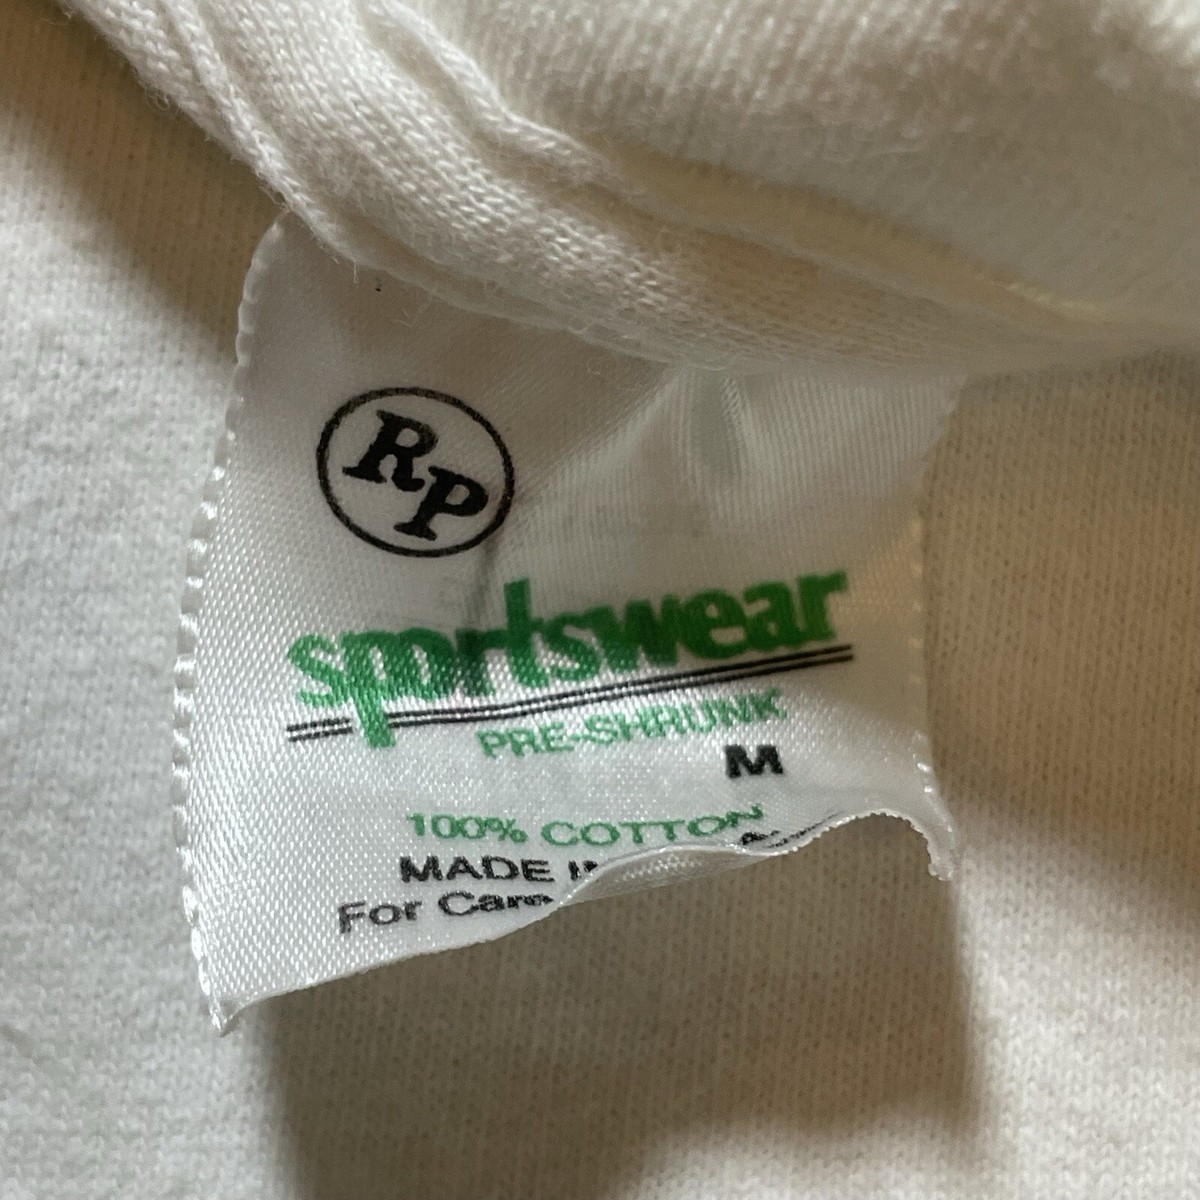 RP
sportswear
PRE-SHRUNK
M
100% COTTON
MADE
For Care